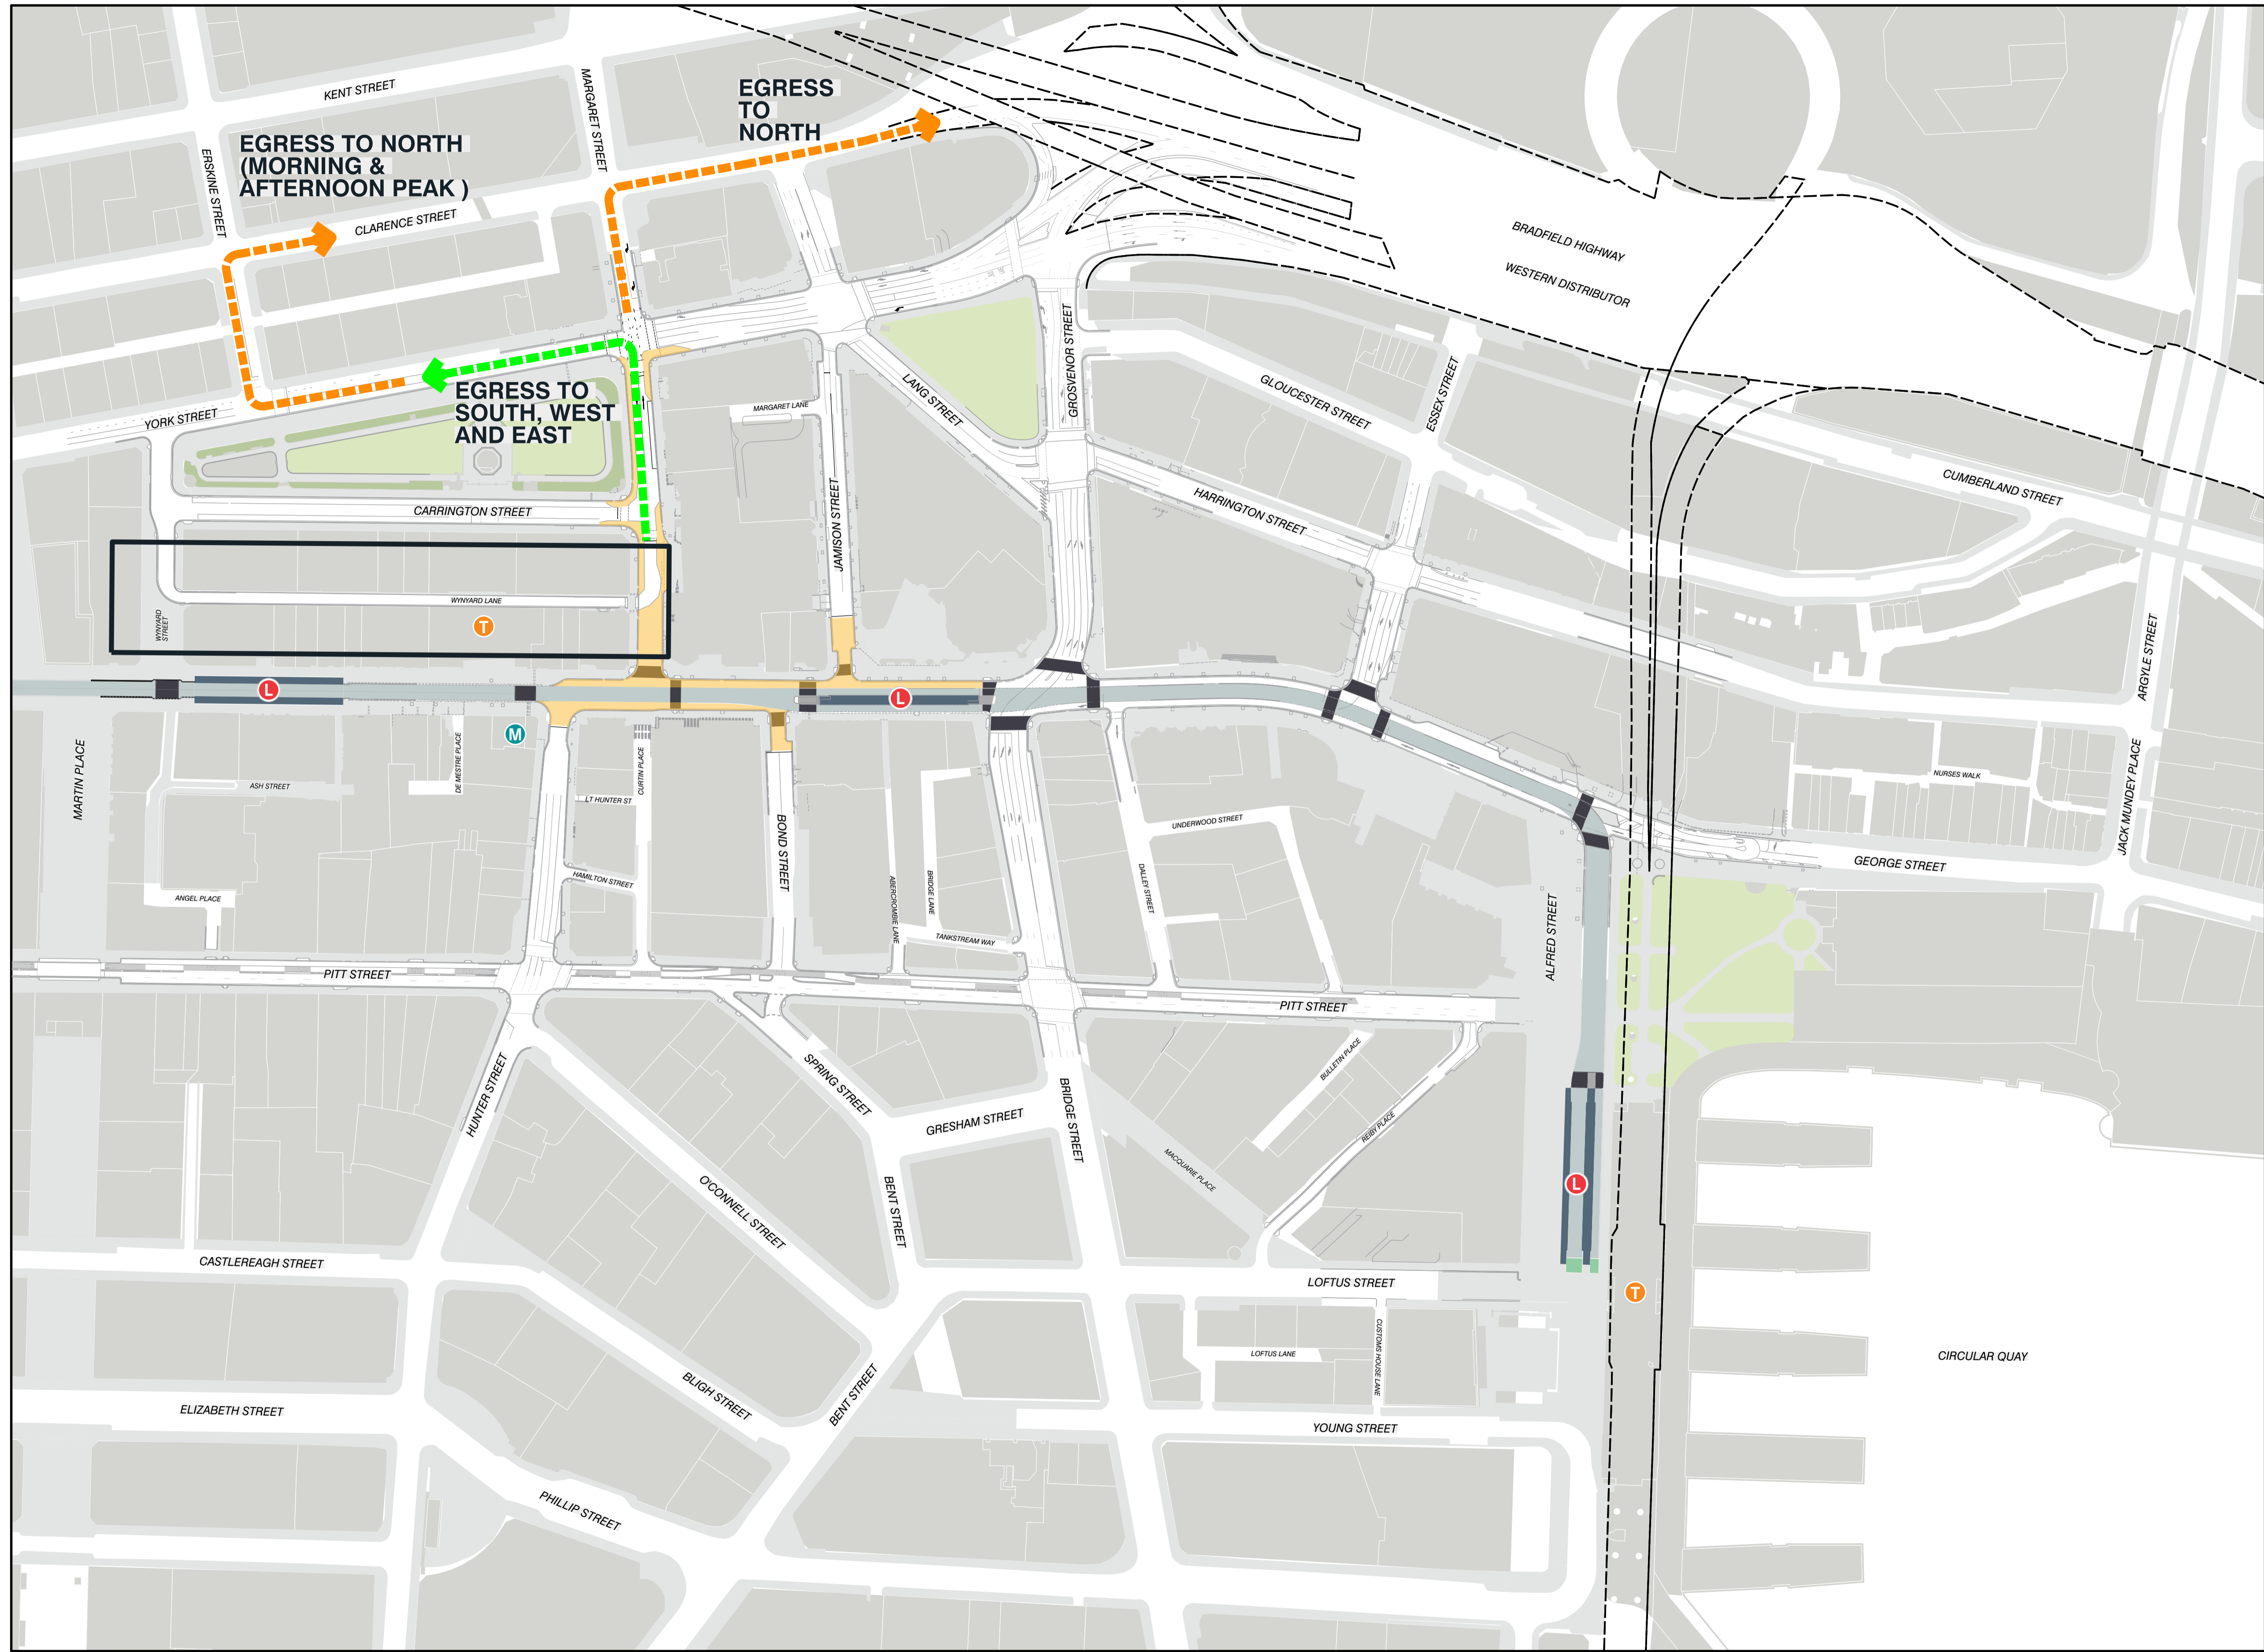 KENT STREET
MARGARET STREET
EGRESS
TO
NORTH
EGRESS TO NORTH
(MORNING &
AFTERNOON PEAK )
ERSKINE STREET
CLARENCE STREET
BRADFIELD HIGHWAY
WESTERN DISTRIBUTOR
EGRESS TO
SOUTH, WEST
AND EAST
YORK STREET
MARGARET LANE
LANG STREET
GROSVENOR STREET
GLOUCESTER STREET
ESSEX STREET
CARRINGTON STREET
JAMISON STREET
HARRINGTON STREET
CUMBERLAND STREET
WYNYARD LANE
WYNYARD
STREET
T
ARGYLE STREET
L
L
M
MARTIN PLACE
ASH STREET
DE MESTRE PLACE
CURTIN PLACE
LT HUNTER ST
BOND STREET
UNDERWOOD STREET
NURSES WALK
JACK MUNDEY PLACE
GEORGE STREET
ANGEL PLACE
HAMILTON STREET
ABERCROMBIE LANE
BRIDGE LANE
TANKSTREAM WAY
DALLEY STREET
ALFRED STREET
PITT STREET
PITT STREET
HUNTER STREET
SPRING STREET
GRESHAM STREET
BRIDGE STREET
BULLETIN PLACE
REIBY PLACE
MACQUARIE PLACE
O'CONNELL STREET
BENT STREET
L
CASTLEREAGH STREET
LOFTUS STREET
T
LOFTUS LANE
CUSTOMS HOUSE LANE
CIRCULAR QUAY
BLIGH STREET
BENT STREET
ELIZABETH STREET
YOUNG STREET
PHILLIP STREET